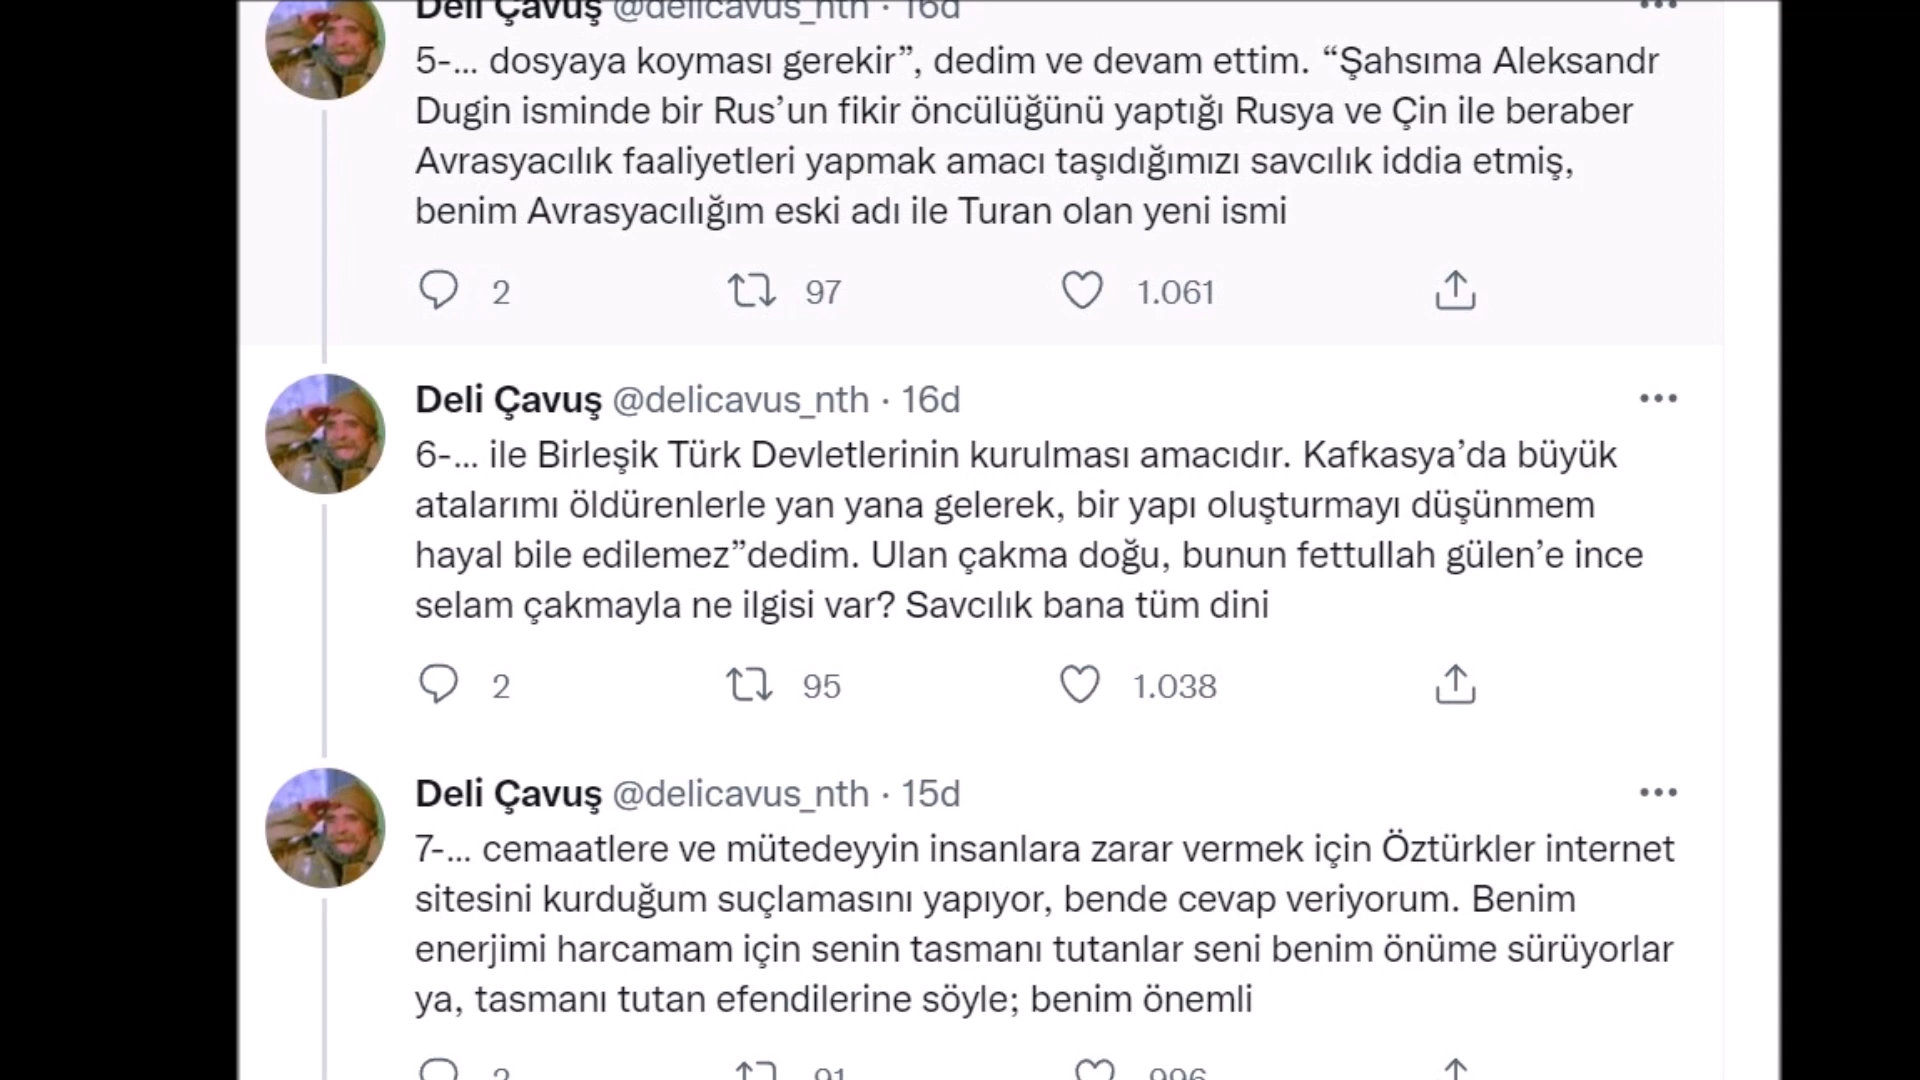 Deli Çavuş @delicavus_nth · 16d
5-... dosyaya koyması gerekir”, dedim ve devam ettim. “Şahsıma Aleksandr
Dugin isminde bir Rus’un fikir öncülüğünü yaptığı Rusya ve Çin ile beraber
Avrasyacılık faaliyetleri yapmak amacı taşıdığımızı savcılık iddia etmiş,
benim Avrasyacılığım eski adı ile Turan olan yeni ismi
2 97 1.061
Deli Çavuş @delicavus_nth · 16d
6-... ile Birleşik Türk Devletlerinin kurulması amacıdır. Kafkasya’da büyük
atalarımı öldürenlerle yan yana gelerek, bir yapı oluşturmayı düşünmem
hayal bile edilemez”dedim. Ulan çakma doğu, bunun fettullah gülen’e ince
selam çakmayla ne ilgisi var? Savcılık bana tüm dini
2 95 1.038
Deli Çavuş @delicavus_nth · 15d
7-... cemaatlere ve mütedeyyin insanlara zarar vermek için Öztürkler internet
sitesini kurduğum suçlamasını yapıyor, bende cevap veriyorum. Benim
enerjimi harcamam için senin tasmanı tutanlar seni benim önüme sürüyorlar
ya, tasmanı tutan efendilerine söyle; benim önemli
2 91 996